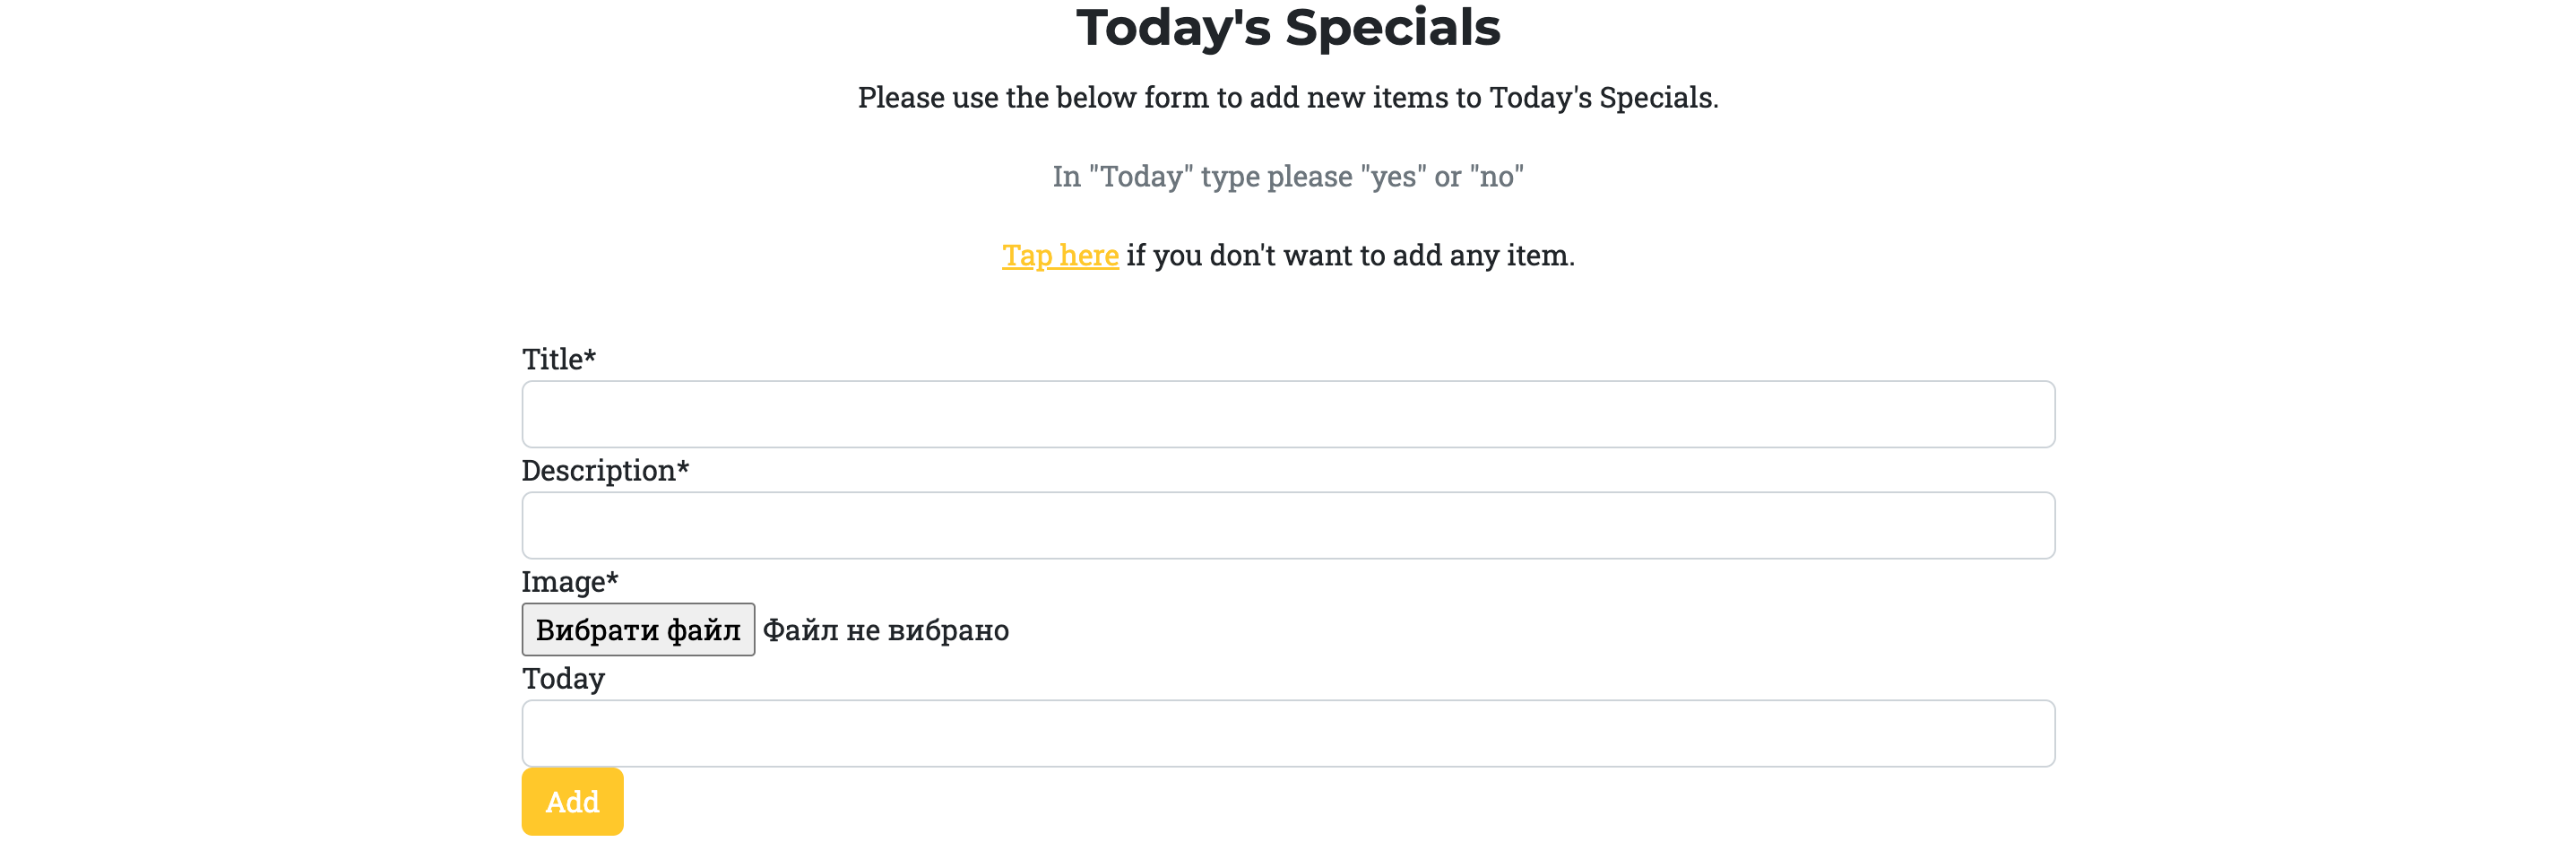 Today's Specials
Please use the below form to add new items to Today's Specials.
In "Today" type please "yes" or "no"
Tap here if you don't want to add any item.
Title*
Description*
Image*
Вибрати файл Файл не вибрано
Today
Add